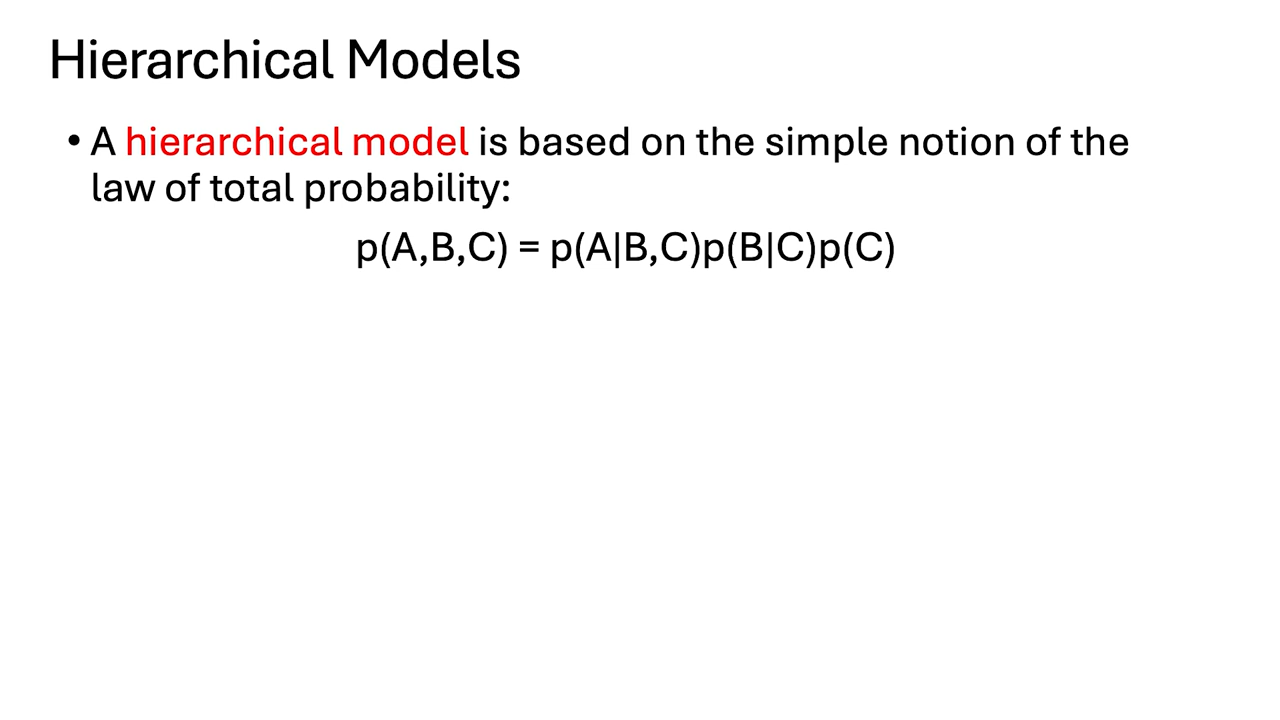 Hierarchical Models
• A hierarchical model is based on the simple notion of the
law of total probability:
p(A,B,C) = p(A|B,C)p(B|C)p(C)